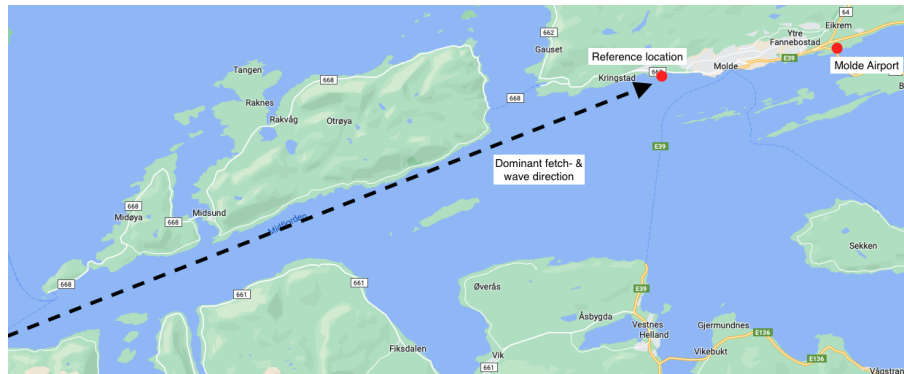 64
Eikrem
662
Ytre
Fannebostad
Gauset
Reference location
E39
Molde
Molde Airport
Tangen
668
Kringstad
Raknes
668
Rakvåg
Otrøya
E39
Dominant fetch- &
wave direction
Midøya
668
Midsund
Midfjorden
Sekken
668
661
661
Øverås
E39
Åsbygda
Vestnes
Helland
Gjermundnes
E136
Fiksdalen
Vik
Vikebukt
661
E136
Vågstran